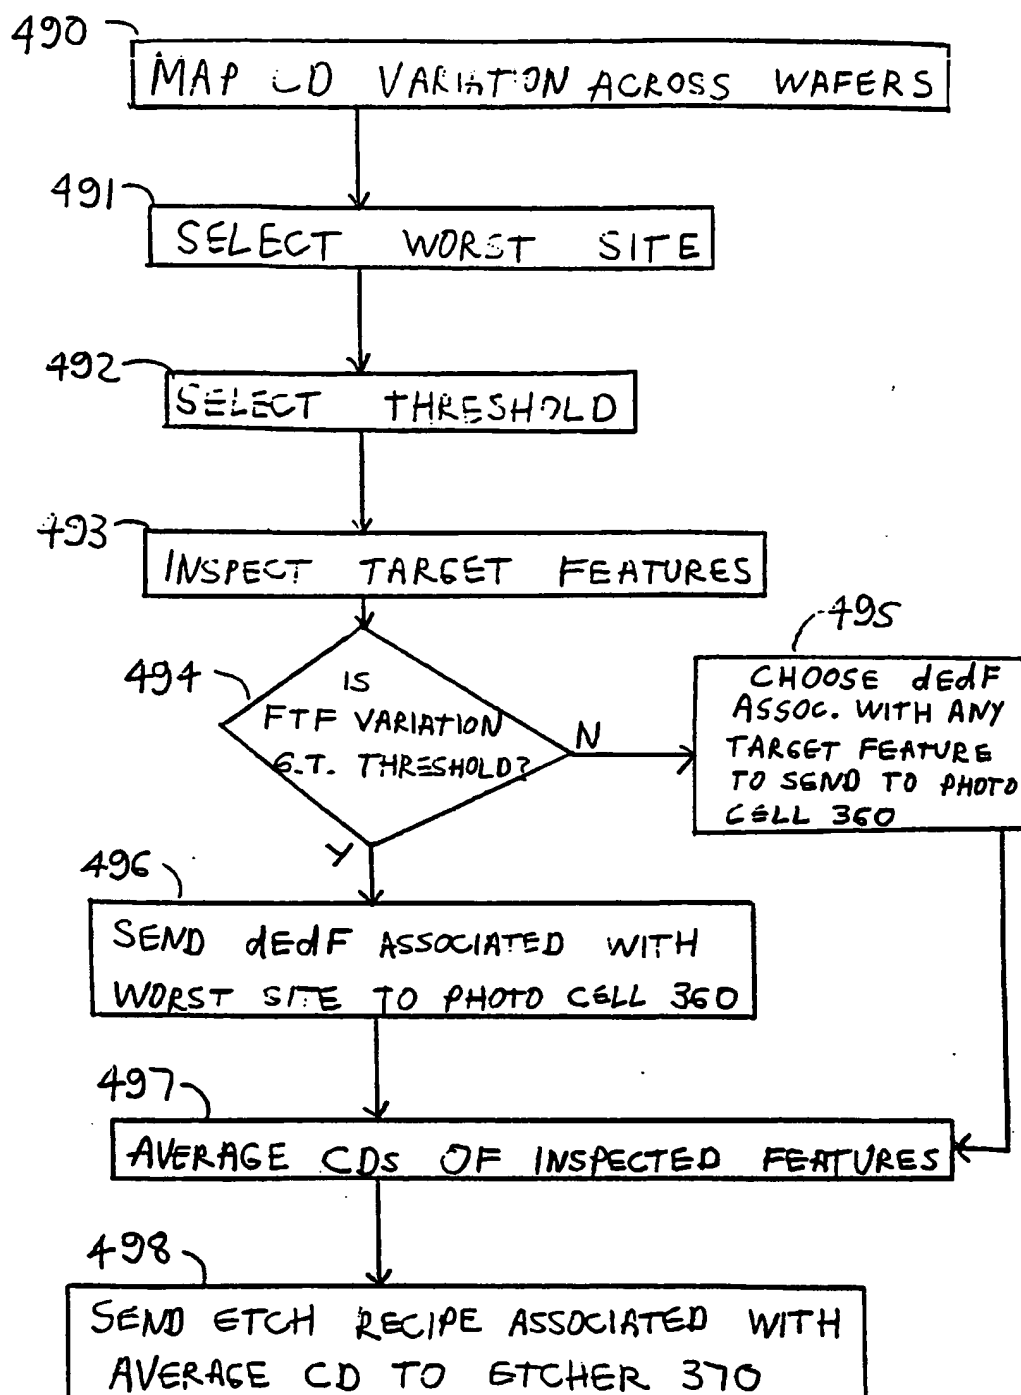 490
MAP CD VARIATION ACROSS WAFERS
491
SELECT WORST SITE
492
SELECT THRESHOLD
493
INSPECT TARGET FEATURES
494
IS
FTF VARIATION
G.T. THRESHOLD?
N
Y
495
CHOOSE dEdF
ASSOC. WITH ANY
TARGET FEATURE
TO SEND TO PHOTO
CELL 360
496
SEND dEdF ASSOCIATED WITH
WORST SITE TO PHOTO CELL 360
497
AVERAGE CDs OF INSPECTED FEATURES
498
SEND ETCH RECIPE ASSOCIATED WITH
AVERAGE CD TO ETCHER 370